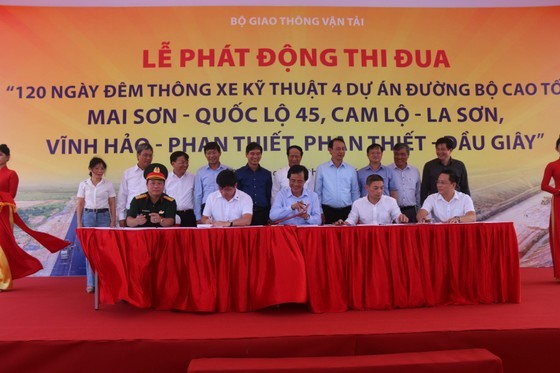 BỘ GIAO THÔNG VẬN TẢI
LỄ PHÁT ĐỘNG THI ĐUA
“120 NGÀY ĐÊM THÔNG XE KỸ THUẬT 4 DỰ ÁN ĐƯỜNG BỘ CAO TỐ
MAI SƠN - QUỐC LỘ 45, CAM LỘ - LA SƠN,
VĨNH HẢO - PHAN THIẾT, PHAN THIẾT - DẦU GIÂY”